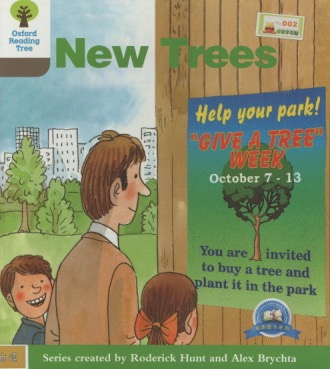 Oxford
Reading
Tree
002
New Trees
Help your park!
"GIVE A TREE"
WEEK
October 7 - 13
You are invited
to buy a tree and
plant it in the park
Series created by Roderick Hunt and Alex Brychta